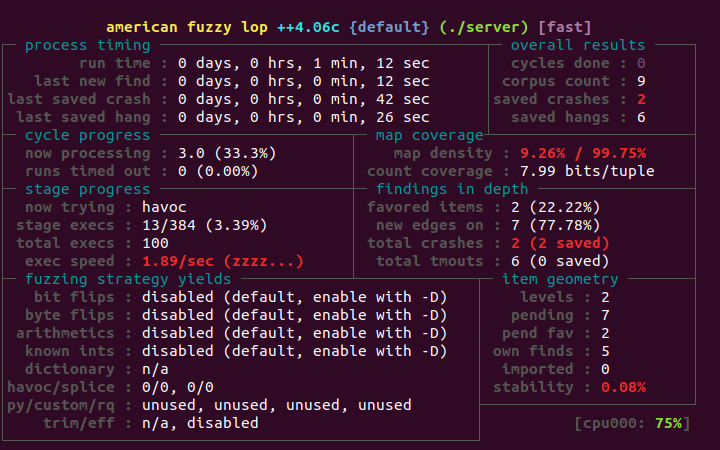 american fuzzy lop ++4.06c {default} (./server) [fast]
process timing overall results
run time : 0 days, 0 hrs, 1 min, 12 sec cycles done : 0
last new find : 0 days, 0 hrs, 0 min, 12 sec corpus count : 9
last saved crash : 0 days, 0 hrs, 0 min, 42 sec saved crashes : 2
last saved hang : 0 days, 0 hrs, 0 min, 26 sec saved hangs : 6
cycle progress map coverage
now processing : 3.0 (33.3%) map density : 9.26% / 99.75%
runs timed out : 0 (0.00%) count coverage : 7.99 bits/tuple
stage progress findings in depth
now trying : havoc favored items : 2 (22.22%)
stage execs : 13/384 (3.39%) new edges on : 7 (77.78%)
total execs : 100 total crashes : 2 (2 saved)
exec speed : 1.89/sec (zzzz...) total tmouts : 6 (0 saved)
fuzzing strategy yields item geometry
bit flips : disabled (default, enable with -D) levels : 2
byte flips : disabled (default, enable with -D) pending : 7
arithmetics : disabled (default, enable with -D) pend fav : 2
known ints : disabled (default, enable with -D) own finds : 5
dictionary : n/a imported : 0
havoc/splice : 0/0, 0/0 stability : 0.08%
py/custom/rq : unused, unused, unused, unused
trim/eff : n/a, disabled [cpu000: 75%]